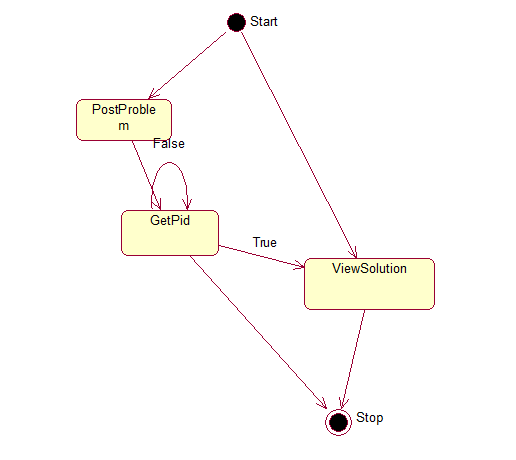 Start
PostProble
m
False
GetPid
True
ViewSolution
Stop